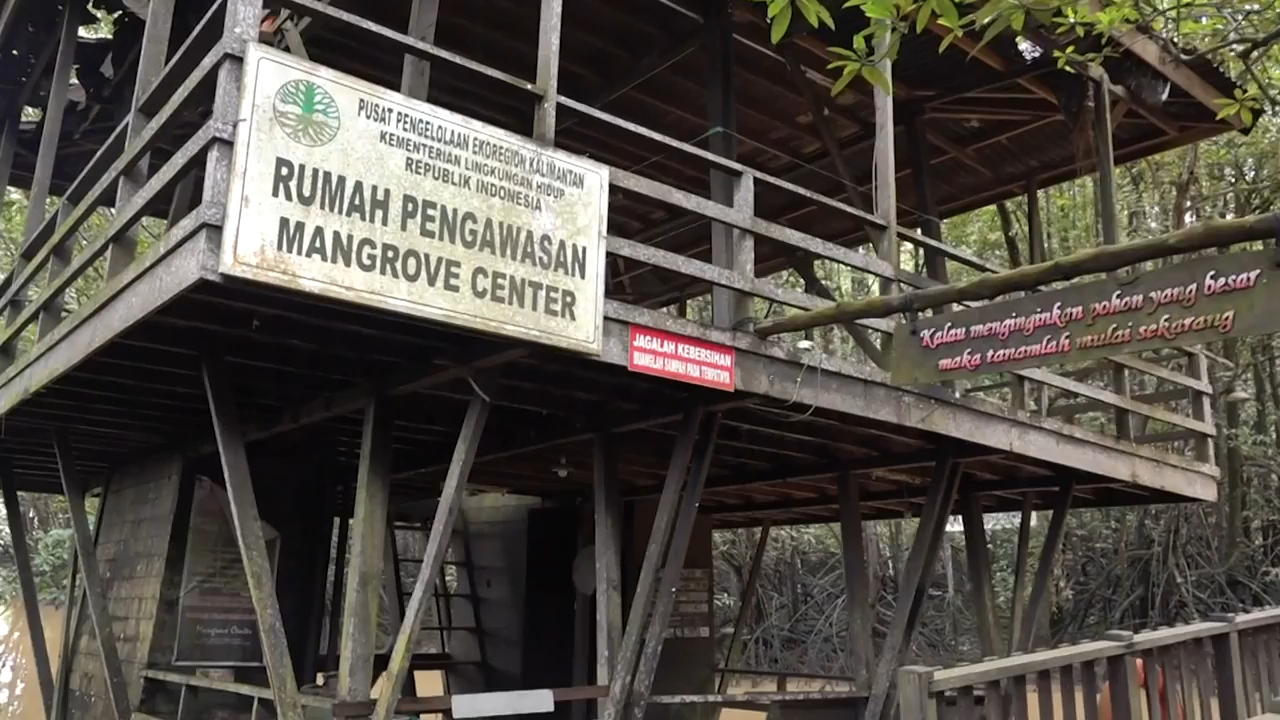 PUSAT PENGELOLAAN EKOREGION KALIMANTAN
KEMENTERIAN LINGKUNGAN HIDUP
REPUBLIK INDONESIA
RUMAH PENGAWASAN
MANGROVE CENTER
JAGALAH KEBERSIHAN
BUANGLAH SAMPAH PADA TEMPATNYA
Kalau menginginkan pohon yang besar
maka tanamlah mulai sekarang